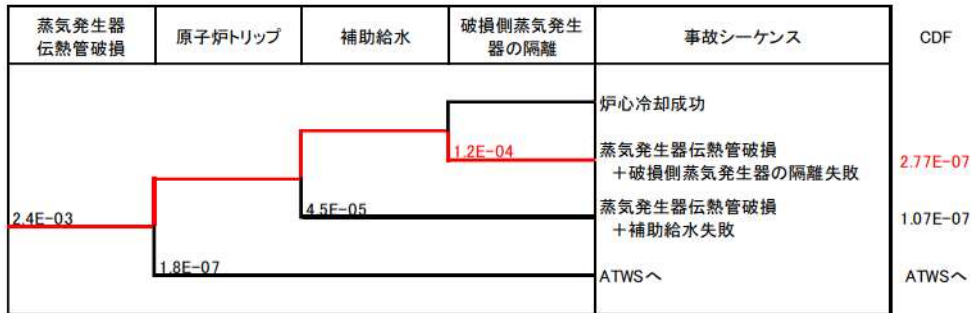 蒸気発生器
伝熱管破損
原子炉トリップ
補助給水
破損側蒸気発生
器の隔離
事故シーケンス
CDF
炉心冷却成功
1.2E-04
蒸気発生器伝熱管破損
+破損側蒸気発生器の隔離失敗
2.77E-07
2.4E-03
4.5E-05
蒸気発生器伝熱管破損
+補助給水失敗
1.07E-07
1.8E-07
ATWSへ
ATWSへ